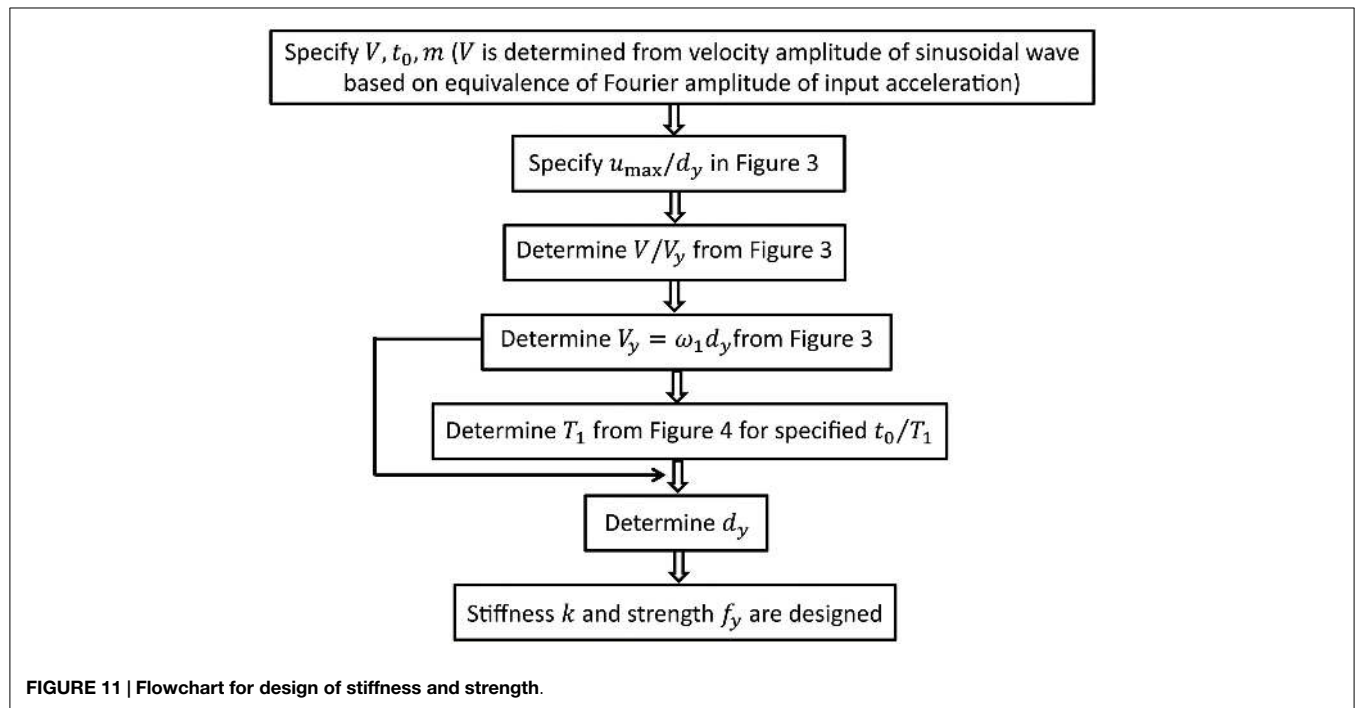 Specify V, t₀, m (V is determined from velocity amplitude of sinusoidal wave
based on equivalence of Fourier amplitude of input acceleration)
Specify u_max/d_y in Figure 3
Determine V/V_y from Figure 3
Determine V_y = ω₁d_y from Figure 3
Determine T₁ from Figure 4 for specified t₀/T₁
Determine d_y
Stiffness k and strength f_y are designed
FIGURE 11 | Flowchart for design of stiffness and strength.